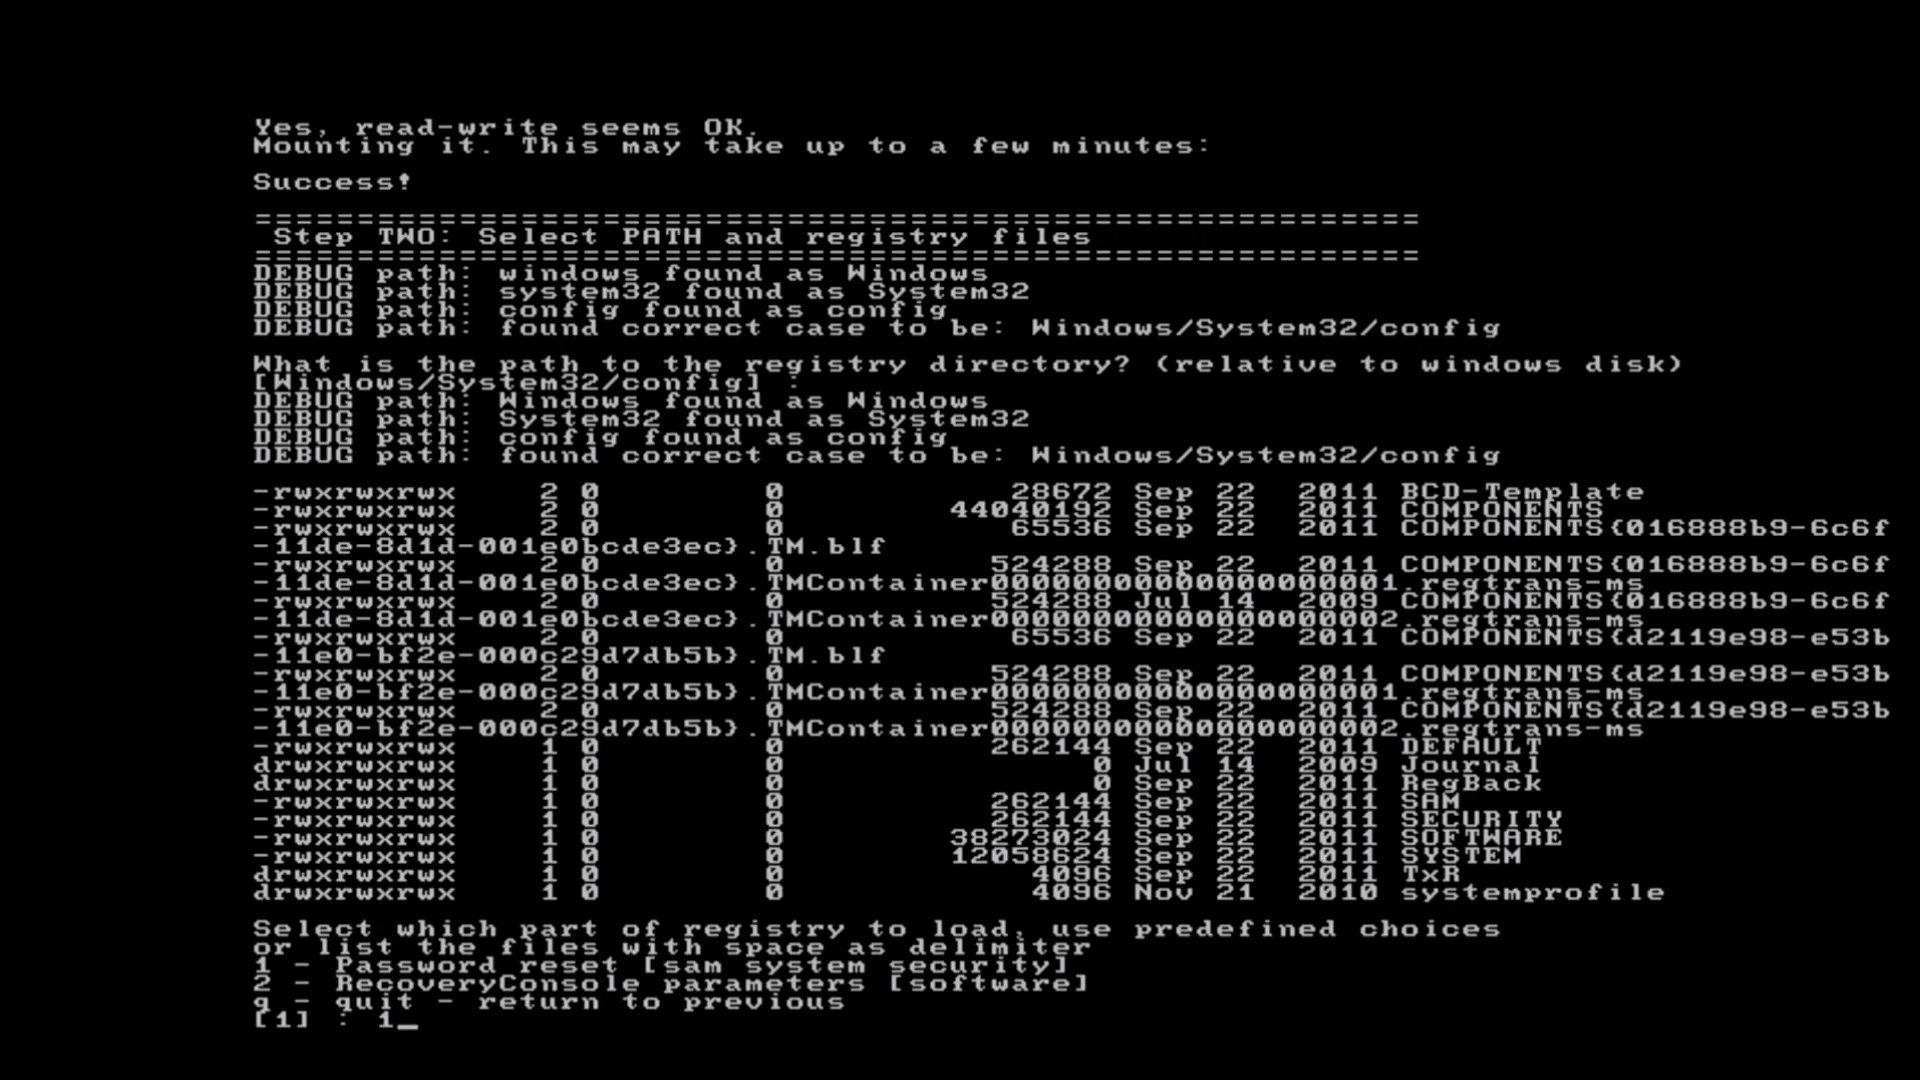 Yes, read-write seems OK.
Mounting it. This may take up to a few minutes:
Success!
=========================================================
Step TWO: Select PATH and registry files
=========================================================
DEBUG path: windows found as Windows
DEBUG path: system32 found as System32
DEBUG path: config found as config
DEBUG path: found correct case to be: Windows/System32/config
What is the path to the registry directory? (relative to windows disk)
[Windows/System32/config] :
DEBUG path: Windows found as Windows
DEBUG path: System32 found as System32
DEBUG path: config found as config
DEBUG path: found correct case to be: Windows/System32/config
-rwxrwxrwx 2 0 0 28672 Sep 22 2011 BCD-Template
-rwxrwxrwx 2 0 0 44040192 Sep 22 2011 COMPONENTS
-rwxrwxrwx 2 0 0 65536 Sep 22 2011 COMPONENTS{016888b9-6c6f
-11de-8d1d-001e0bcde3ec}.TM.blf
-rwxrwxrwx 2 0 0 524288 Sep 22 2011 COMPONENTS{016888b9-6c6f
-11de-8d1d-001e0bcde3ec}.TMContainer00000000000000000001.regtrans-ms
-rwxrwxrwx 2 0 0 524288 Jul 14 2009 COMPONENTS{016888b9-6c6f
-11de-8d1d-001e0bcde3ec}.TMContainer00000000000000000002.regtrans-ms
-rwxrwxrwx 2 0 0 65536 Sep 22 2011 COMPONENTS{d2119e98-e53b
-11e0-bf2e-000c29d7db5b}.TM.blf
-rwxrwxrwx 2 0 0 524288 Sep 22 2011 COMPONENTS{d2119e98-e53b
-11e0-bf2e-000c29d7db5b}.TMContainer00000000000000000001.regtrans-ms
-rwxrwxrwx 2 0 0 524288 Sep 22 2011 COMPONENTS{d2119e98-e53b
-11e0-bf2e-000c29d7db5b}.TMContainer00000000000000000002.regtrans-ms
-rwxrwxrwx 1 0 0 262144 Sep 22 2011 DEFAULT
drwxrwxrwx 1 0 0 0 Jul 14 2009 Journal
drwxrwxrwx 1 0 0 0 Sep 22 2011 RegBack
-rwxrwxrwx 1 0 0 262144 Sep 22 2011 SAM
-rwxrwxrwx 1 0 0 262144 Sep 22 2011 SECURITY
-rwxrwxrwx 1 0 0 38273024 Sep 22 2011 SOFTWARE
-rwxrwxrwx 1 0 0 12058624 Sep 22 2011 SYSTEM
drwxrwxrwx 1 0 0 4096 Sep 22 2011 TxR
drwxrwxrwx 1 0 0 4096 Nov 21 2010 systemprofile
Select which part of registry to load, use predefined choices
or list the files with space as delimiter
1 - Password reset [sam system security]
2 - RecoveryConsole parameters [software]
q - quit - return to previous
[1] : 1_